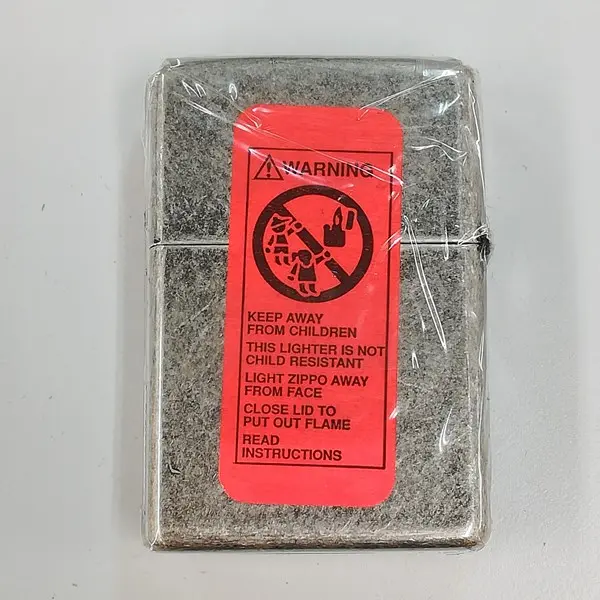 WARNING
KEEP AWAY
FROM CHILDREN
THIS LIGHTER IS NOT
CHILD RESISTANT
LIGHT ZIPPO AWAY
FROM FACE
CLOSE LID TO
PUT OUT FLAME
READ
INSTRUCTIONS